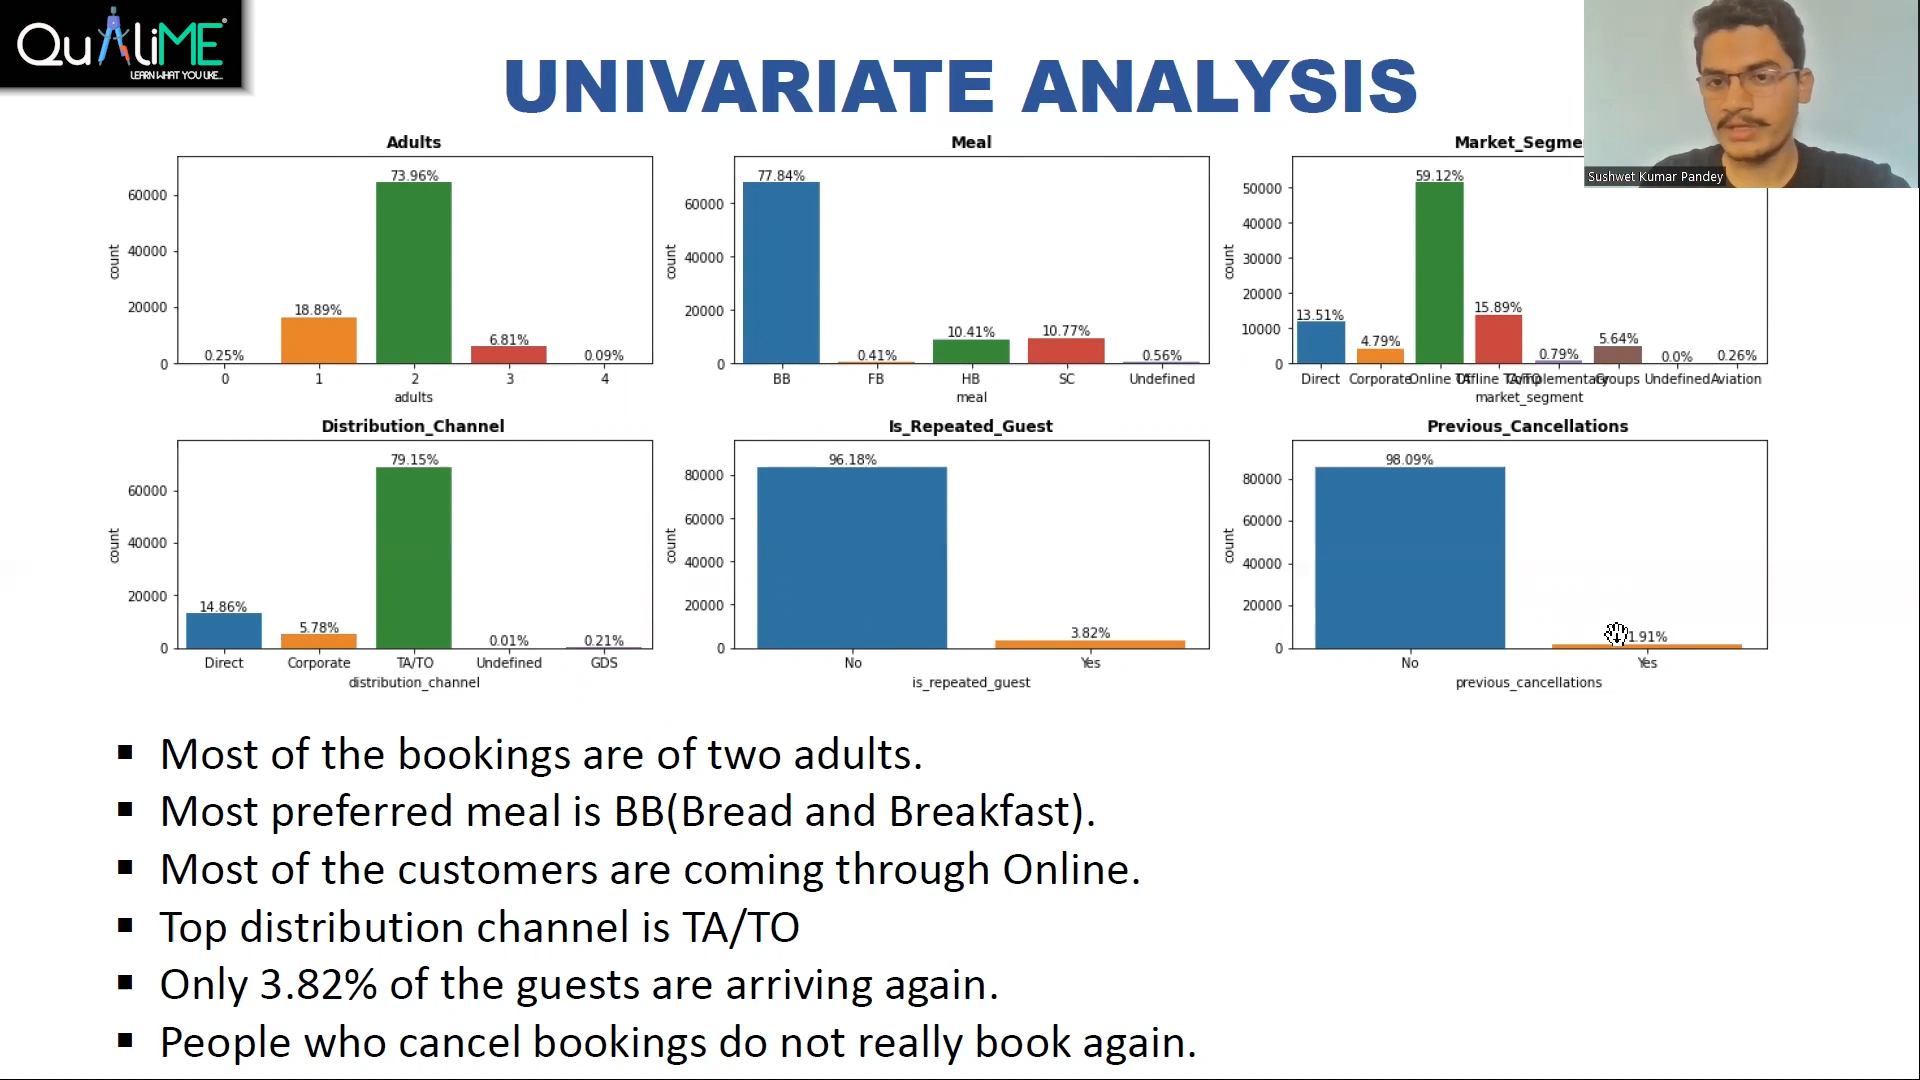 QuAliME
LEARN WHAT YOU LIKE...
UNIVARIATE ANALYSIS
Sushwet Kumar Pandey
Adults
73.96%
18.89%
6.81%
0.25%
0.09%
60000
40000
20000
0
count
0 1 2 3 4
adults
Meal
77.84%
10.41%
10.77%
0.41%
0.56%
60000
40000
20000
0
count
BB FB HB SC Undefined
meal
Market_Segme
59.12%
13.51%
4.79%
15.89%
0.79%
5.64%
0.0%
0.26%
50000
40000
30000
20000
10000
0
count
Direct Corporate Online TA Offline TA/TO Complementary Groups Undefined Aviation
market_segment
Distribution_Channel
79.15%
14.86%
5.78%
0.01%
0.21%
60000
40000
20000
0
count
Direct Corporate TA/TO Undefined GDS
distribution_channel
Is_Repeated_Guest
96.18%
3.82%
80000
60000
40000
20000
0
count
No Yes
is_repeated_guest
Previous_Cancellations
98.09%
1.91%
80000
60000
40000
20000
0
count
No Yes
previous_cancellations
▪ Most of the bookings are of two adults.
▪ Most preferred meal is BB(Bread and Breakfast).
▪ Most of the customers are coming through Online.
▪ Top distribution channel is TA/TO
▪ Only 3.82% of the guests are arriving again.
▪ People who cancel bookings do not really book again.